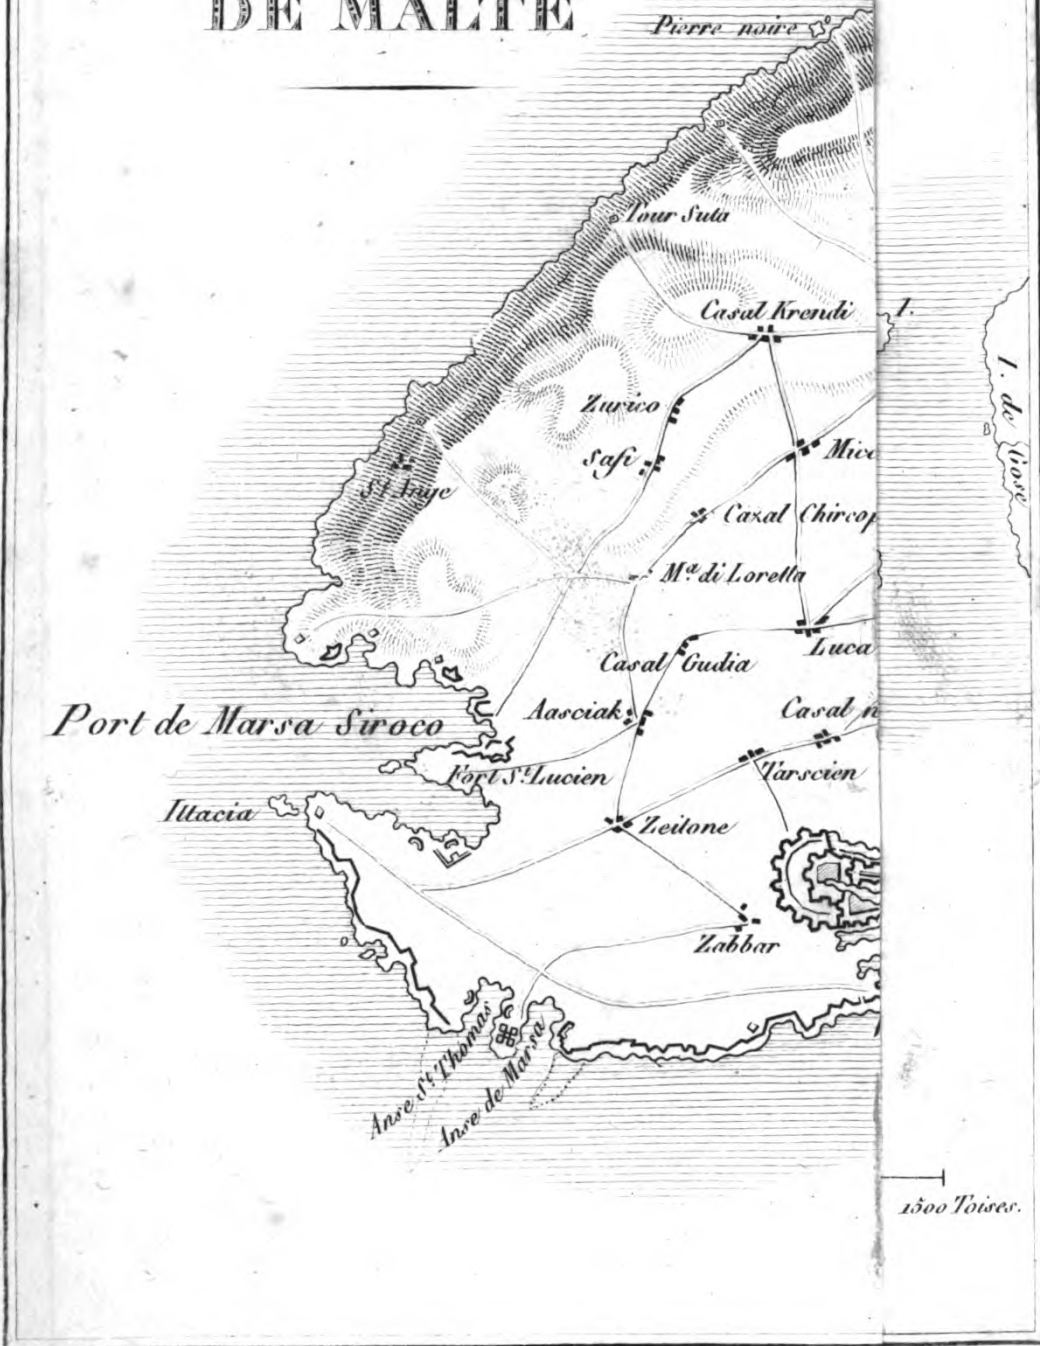 DE MALTE
Pierre noire
Tour Suta
Casal Krendi
I.
I. de Gose
Zurico
Safi
St Ange
Cazal Chircop
Ma. di Loretta
Luca
Casal Gudia
Aasciak
Casal n
Port de Marsa Siroco
Fort St. Lucien
Tarscien
Ittacia
Zeitone
Zabbar
Anse St. Thomas
Anse de Marsa
1500 Toises.